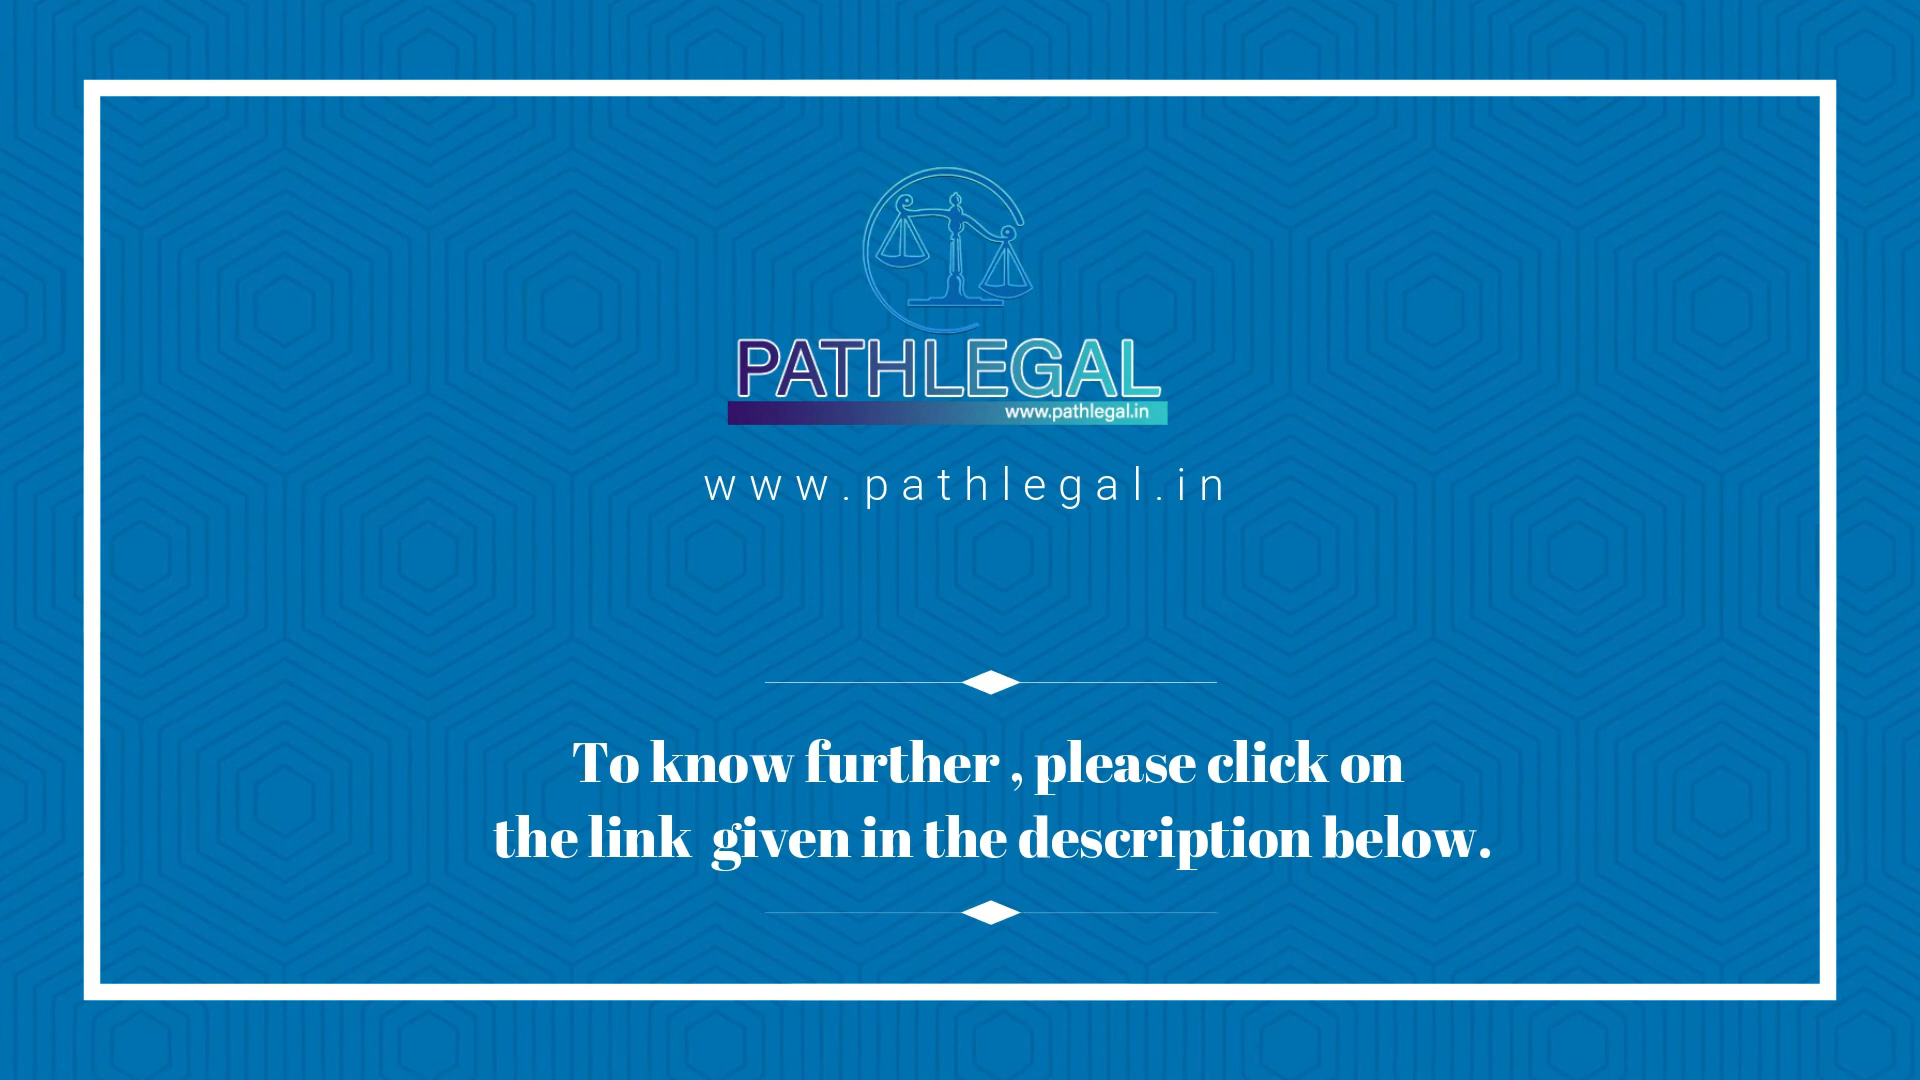 PATHLEGAL
www.pathlegal.in
www.pathlegal.in
To know further , please click on
the link  given in the description below.